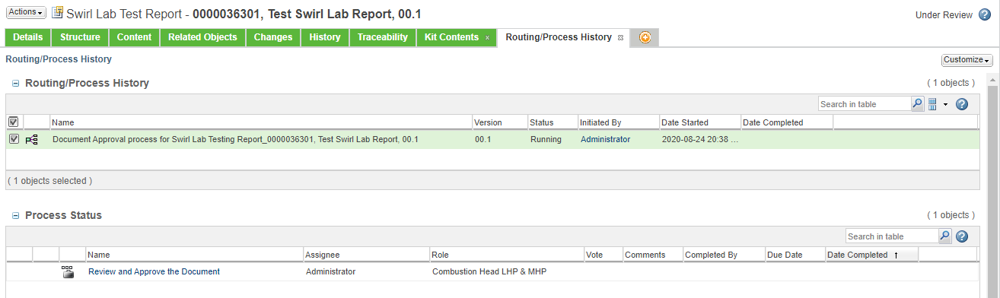 Actions
Swirl Lab Test Report - 0000036301, Test Swirl Lab Report, 00.1
Under Review
Details Structure Content Related Objects Changes History Traceability Kit Contents Routing/Process History
Routing/Process History
Customize
Routing/Process History
( 1 objects )
Search in table
Name Version Status Initiated By Date Started Date Completed
Document Approval process for Swirl Lab Testing Report_0000036301, Test Swirl Lab Report, 00.1 00.1 Running Administrator 2020-08-24 20:38 ...
( 1 objects selected )
Process Status
( 1 objects )
Search in table
Name Assignee Role Vote Comments Completed By Due Date Date Completed
Review and Approve the Document Administrator Combustion Head LHP & MHP